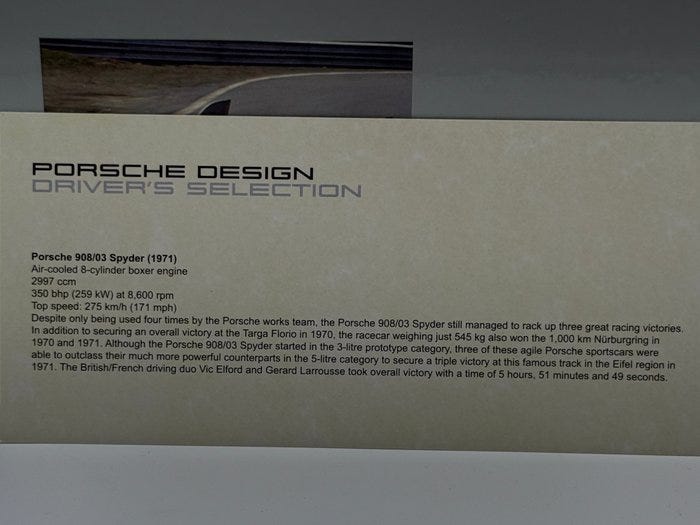 PORSCHE DESIGN
DRIVER'S SELECTION
Porsche 908/03 Spyder (1971)
Air-cooled 8-cylinder boxer engine
2997 ccm
350 bhp (259 kW) at 8,600 rpm
Top speed: 275 km/h (171 mph)
Despite only being used four times by the Porsche works team, the Porsche 908/03 Spyder still managed to rack up three great racing victories.
In addition to securing an overall victory at the Targa Florio in 1970, the racecar weighing just 545 kg also won the 1,000 km Nürburgring in
1970 and 1971. Although the Porsche 908/03 Spyder started in the 3-litre prototype category, three of these agile Porsche sportscars were
able to outclass their much more powerful counterparts in the 5-litre category to secure a triple victory at this famous track in the Eifel region in
1971. The British/French driving duo Vic Elford and Gerard Larrousse took overall victory with a time of 5 hours, 51 minutes and 49 seconds.